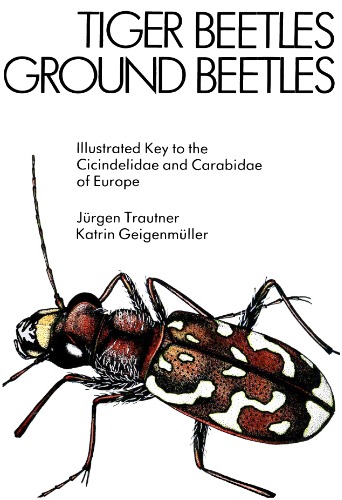 TIGER BEETLES
GROUND BEETLES
Illustrated Key to the
Cicindelidae and Carabidae
of Europe
Jürgen Trautner
Katrin Geigenmüller